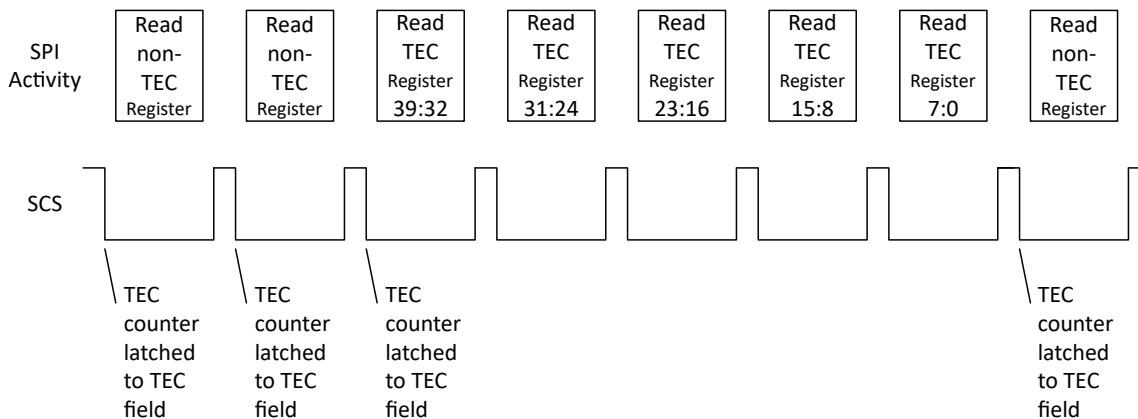 SPI
Activity
Read
non-
TEC
Register
Read
non-
TEC
Register
Read
TEC
Register
39:32
Read
TEC
Register
31:24
Read
TEC
Register
23:16
Read
TEC
Register
15:8
Read
TEC
Register
7:0
Read
non-
TEC
Register
SCS
TEC
counter
latched
to TEC
field
TEC
counter
latched
to TEC
field
TEC
counter
latched
to TEC
field
TEC
counter
latched
to TEC
field